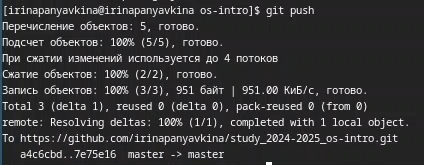 [irinapanyavkina@irinapanyavkina os-intro]$ git push
Перечисление объектов: 5, готово.
Подсчет объектов: 100% (5/5), готово.
При сжатии изменений используется до 4 потоков
Сжатие объектов: 100% (2/2), готово.
Запись объектов: 100% (3/3), 951 байт | 951.00 КиБ/с, готово.
Total 3 (delta 1), reused 0 (delta 0), pack-reused 0 (from 0)
remote: Resolving deltas: 100% (1/1), completed with 1 local object.
To https://github.com/irinapanyavkina/study_2024-2025_os-intro.git
   a4c6cbd..7e75e16  master -> master